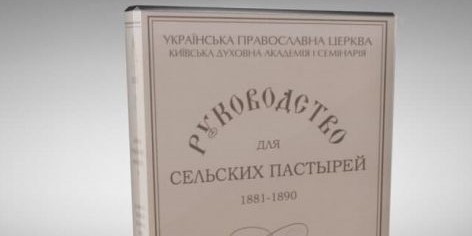 УКРАЇНСЬКА ПРАВОСЛАВНА ЦЕРКВА
КИЇВСЬКА ДУХОВНА АКАДЕМІЯ І СЕМІНАРІЯ
РУКОВОДСТВО
ДЛЯ
СЕЛЬСКИХ ПАСТЫРЕЙ
1881-1890